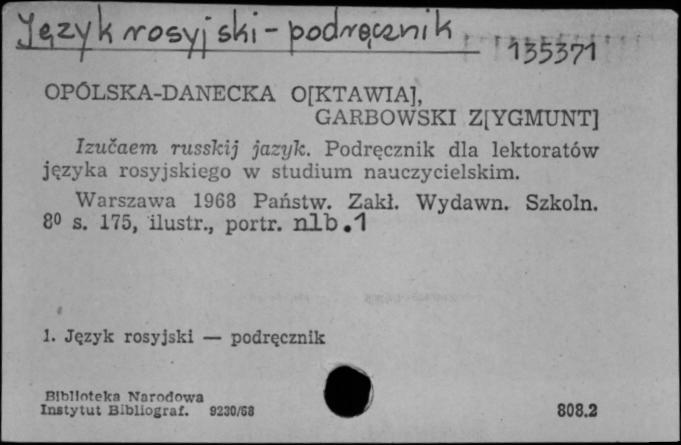 Język rosyjski - podręcznik
135371
OPÓLSKA-DANECKA O[KTAWIA],
GARBOWSKI Z[YGMUNT]
Izučaem russkij jazyk. Podręcznik dla lektoratów
języka rosyjskiego w studium nauczycielskim.
Warszawa 1968 Państw. Zakł. Wydawn. Szkoln.
8⁰ s. 175, ilustr., portr. nlb.1
1. Język rosyjski — podręcznik
Biblioteka Narodowa
Instytut Bibliograf. 9230/68
808.2